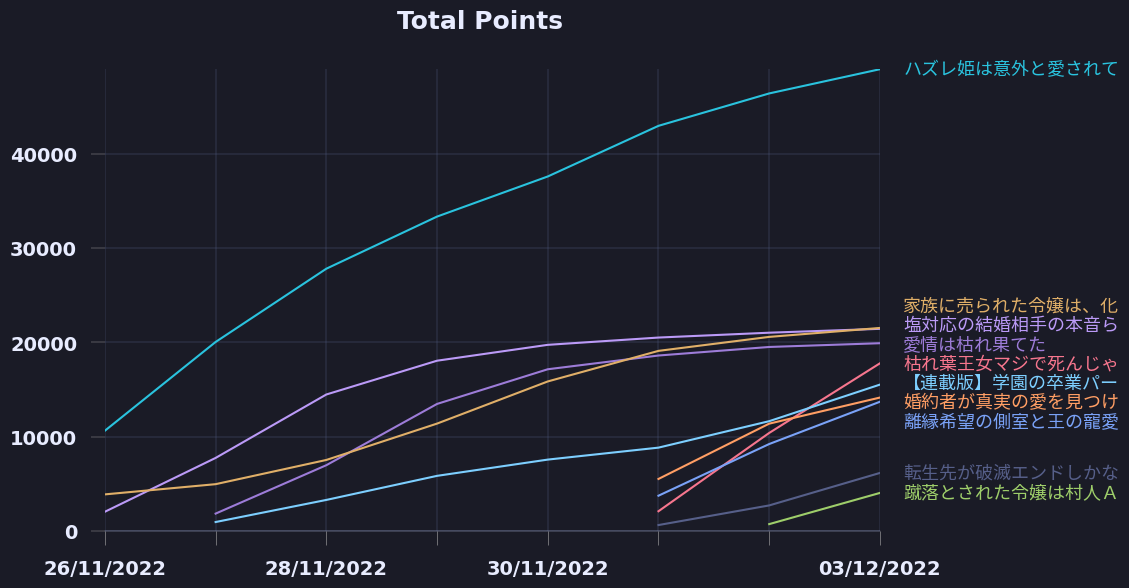 Total Points
ハズレ姫は意外と愛されて
40000
30000
家族に売られた令嬢は、化
塩対応の結婚相手の本音ら
20000
愛情は枯れ果てた
枯れ葉王女マジで死んじゃ
【連載版】学園の卒業パー
婚約者が真実の愛を見つけ
離縁希望の側室と王の寵愛
10000
転生先が破滅エンドしかな
蹴落とされた令嬢は村人A
0
26/11/2022
28/11/2022
30/11/2022
03/12/2022